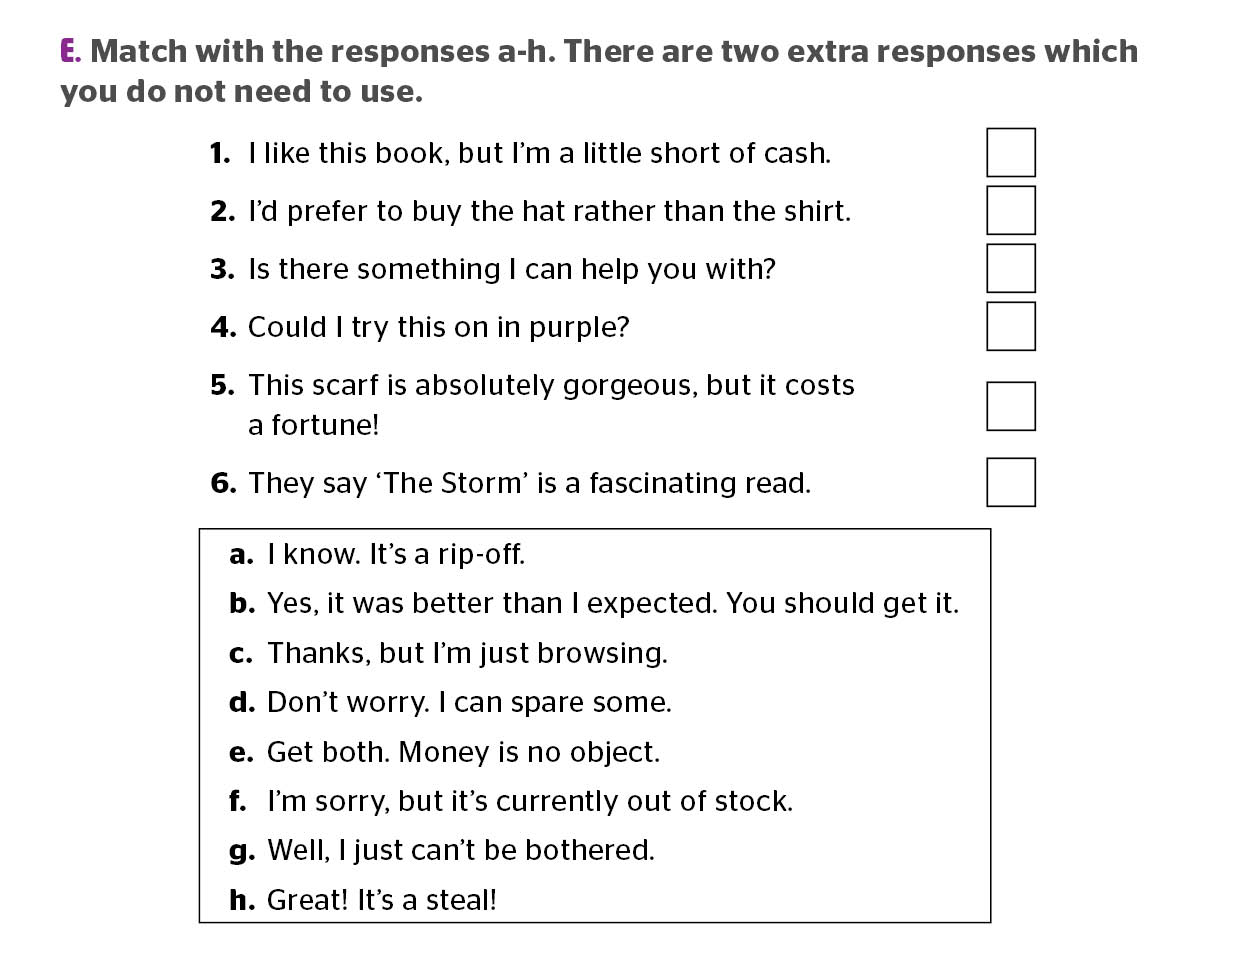 E. Match with the responses a-h. There are two extra responses which
you do not need to use.
1. I like this book, but I’m a little short of cash.
2. I’d prefer to buy the hat rather than the shirt.
3. Is there something I can help you with?
4. Could I try this on in purple?
5. This scarf is absolutely gorgeous, but it costs
a fortune!
6. They say ‘The Storm’ is a fascinating read.
a. I know. It’s a rip-off.
b. Yes, it was better than I expected. You should get it.
c. Thanks, but I’m just browsing.
d. Don’t worry. I can spare some.
e. Get both. Money is no object.
f. I’m sorry, but it’s currently out of stock.
g. Well, I just can’t be bothered.
h. Great! It’s a steal!